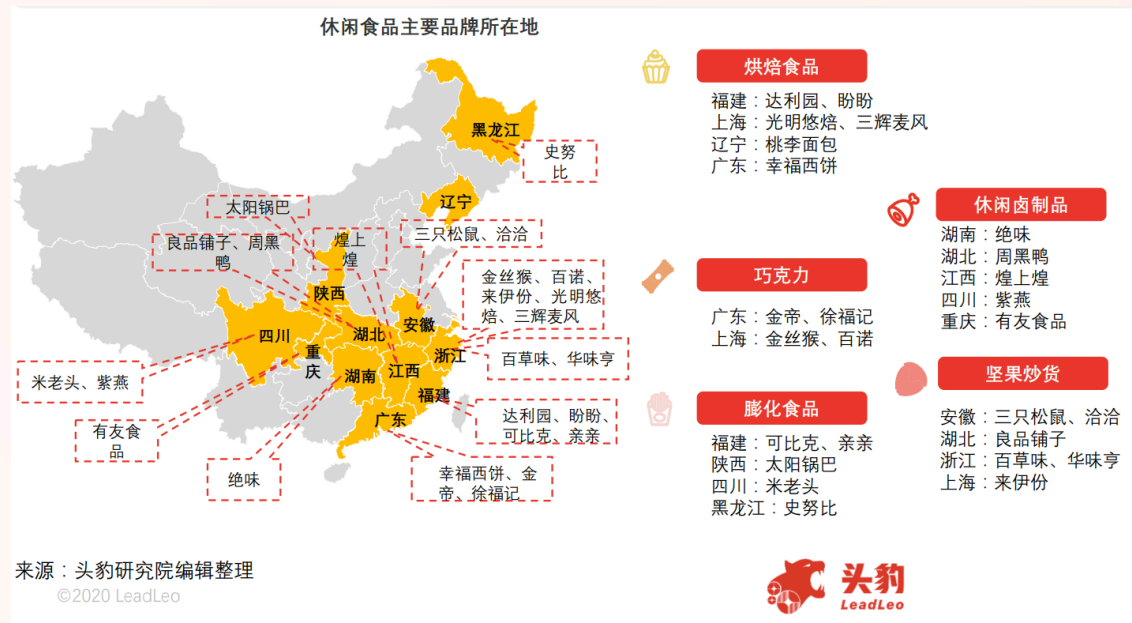 休闲食品主要品牌所在地
黑龙江
史努
比
辽宁
太阳锅巴
良品铺子、周黑
鸭
煌上
煌
三只松鼠、洽洽
金丝猴、百诺、
来伊份、光明悠
焙、三辉麦风
陕西
安徽
四川
湖北
浙江
百草味、华味亨
重
庆
湖南
江西
米老头、紫燕
福建
达利园、盼盼、
可比克、亲亲
广东
有友食
品
绝味
幸福西饼、金
帝、徐福记
烘焙食品
福建：达利园、盼盼
上海：光明悠焙、三辉麦风
辽宁：桃李面包
广东：幸福西饼
休闲卤制品
湖南：绝味
湖北：周黑鸭
江西：煌上煌
四川：紫燕
重庆：有友食品
巧克力
广东：金帝、徐福记
上海：金丝猴、百诺
坚果炒货
安徽：三只松鼠、洽洽
湖北：良品铺子
浙江：百草味、华味亨
上海：来伊份
膨化食品
福建：可比克、亲亲
陕西：太阳锅巴
四川：米老头
黑龙江：史努比
来源：头豹研究院编辑整理
©2020 LeadLeo
头豹
LeadLeo